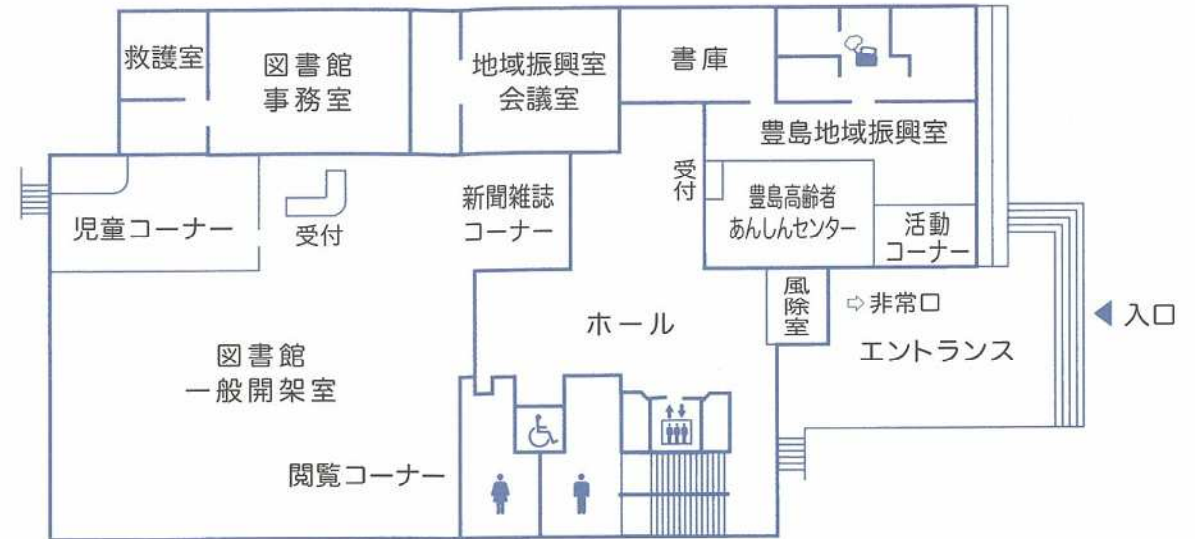 救護室
図書館
事務室
地域振興室
会議室
書庫
豊島地域振興室
受付
豊島高齢者
あんしんセンター
活動
コーナー
児童コーナー
受付
新聞雑誌
コーナー
風除室
⇨非常口
入口
ホール
エントランス
図書館
一般開架室
閲覧コーナー